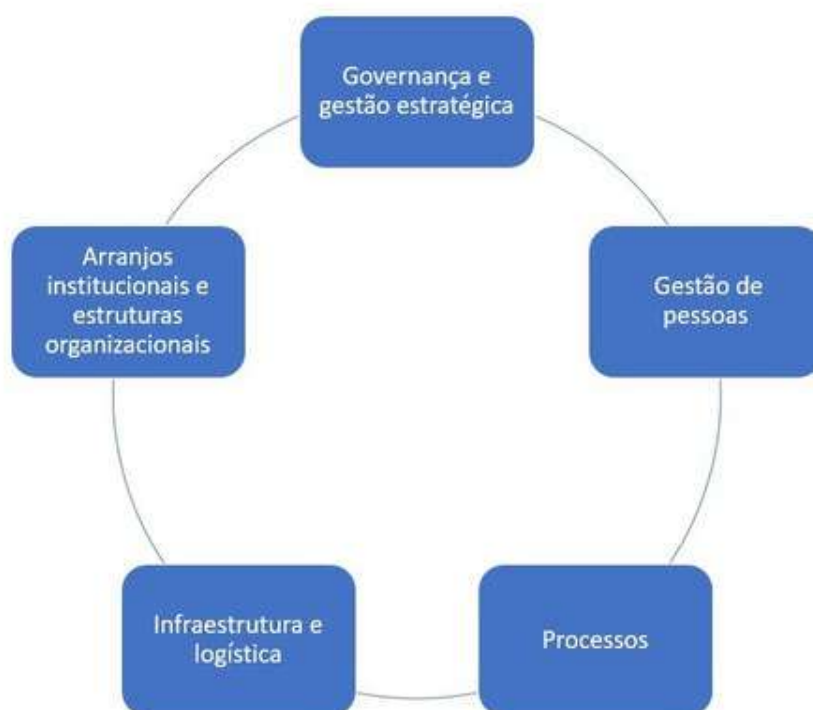 Governança e
gestão estratégica
Arranjos
institucionais e
estruturas
organizacionais
Gestão de
pessoas
Infraestrutura e
logística
Processos